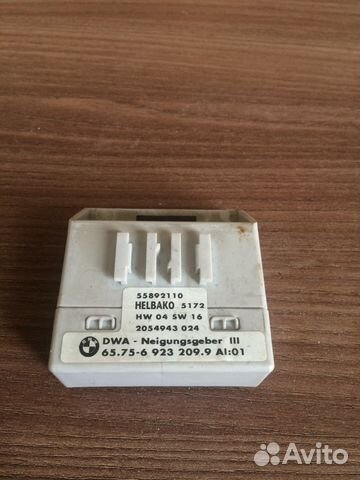 55892110
HELBAKO 5172
HW 04 SW 16
2054943 024
DWA - Neigungsgeber III
65.75-6 923 209.9 AI:01
Avito